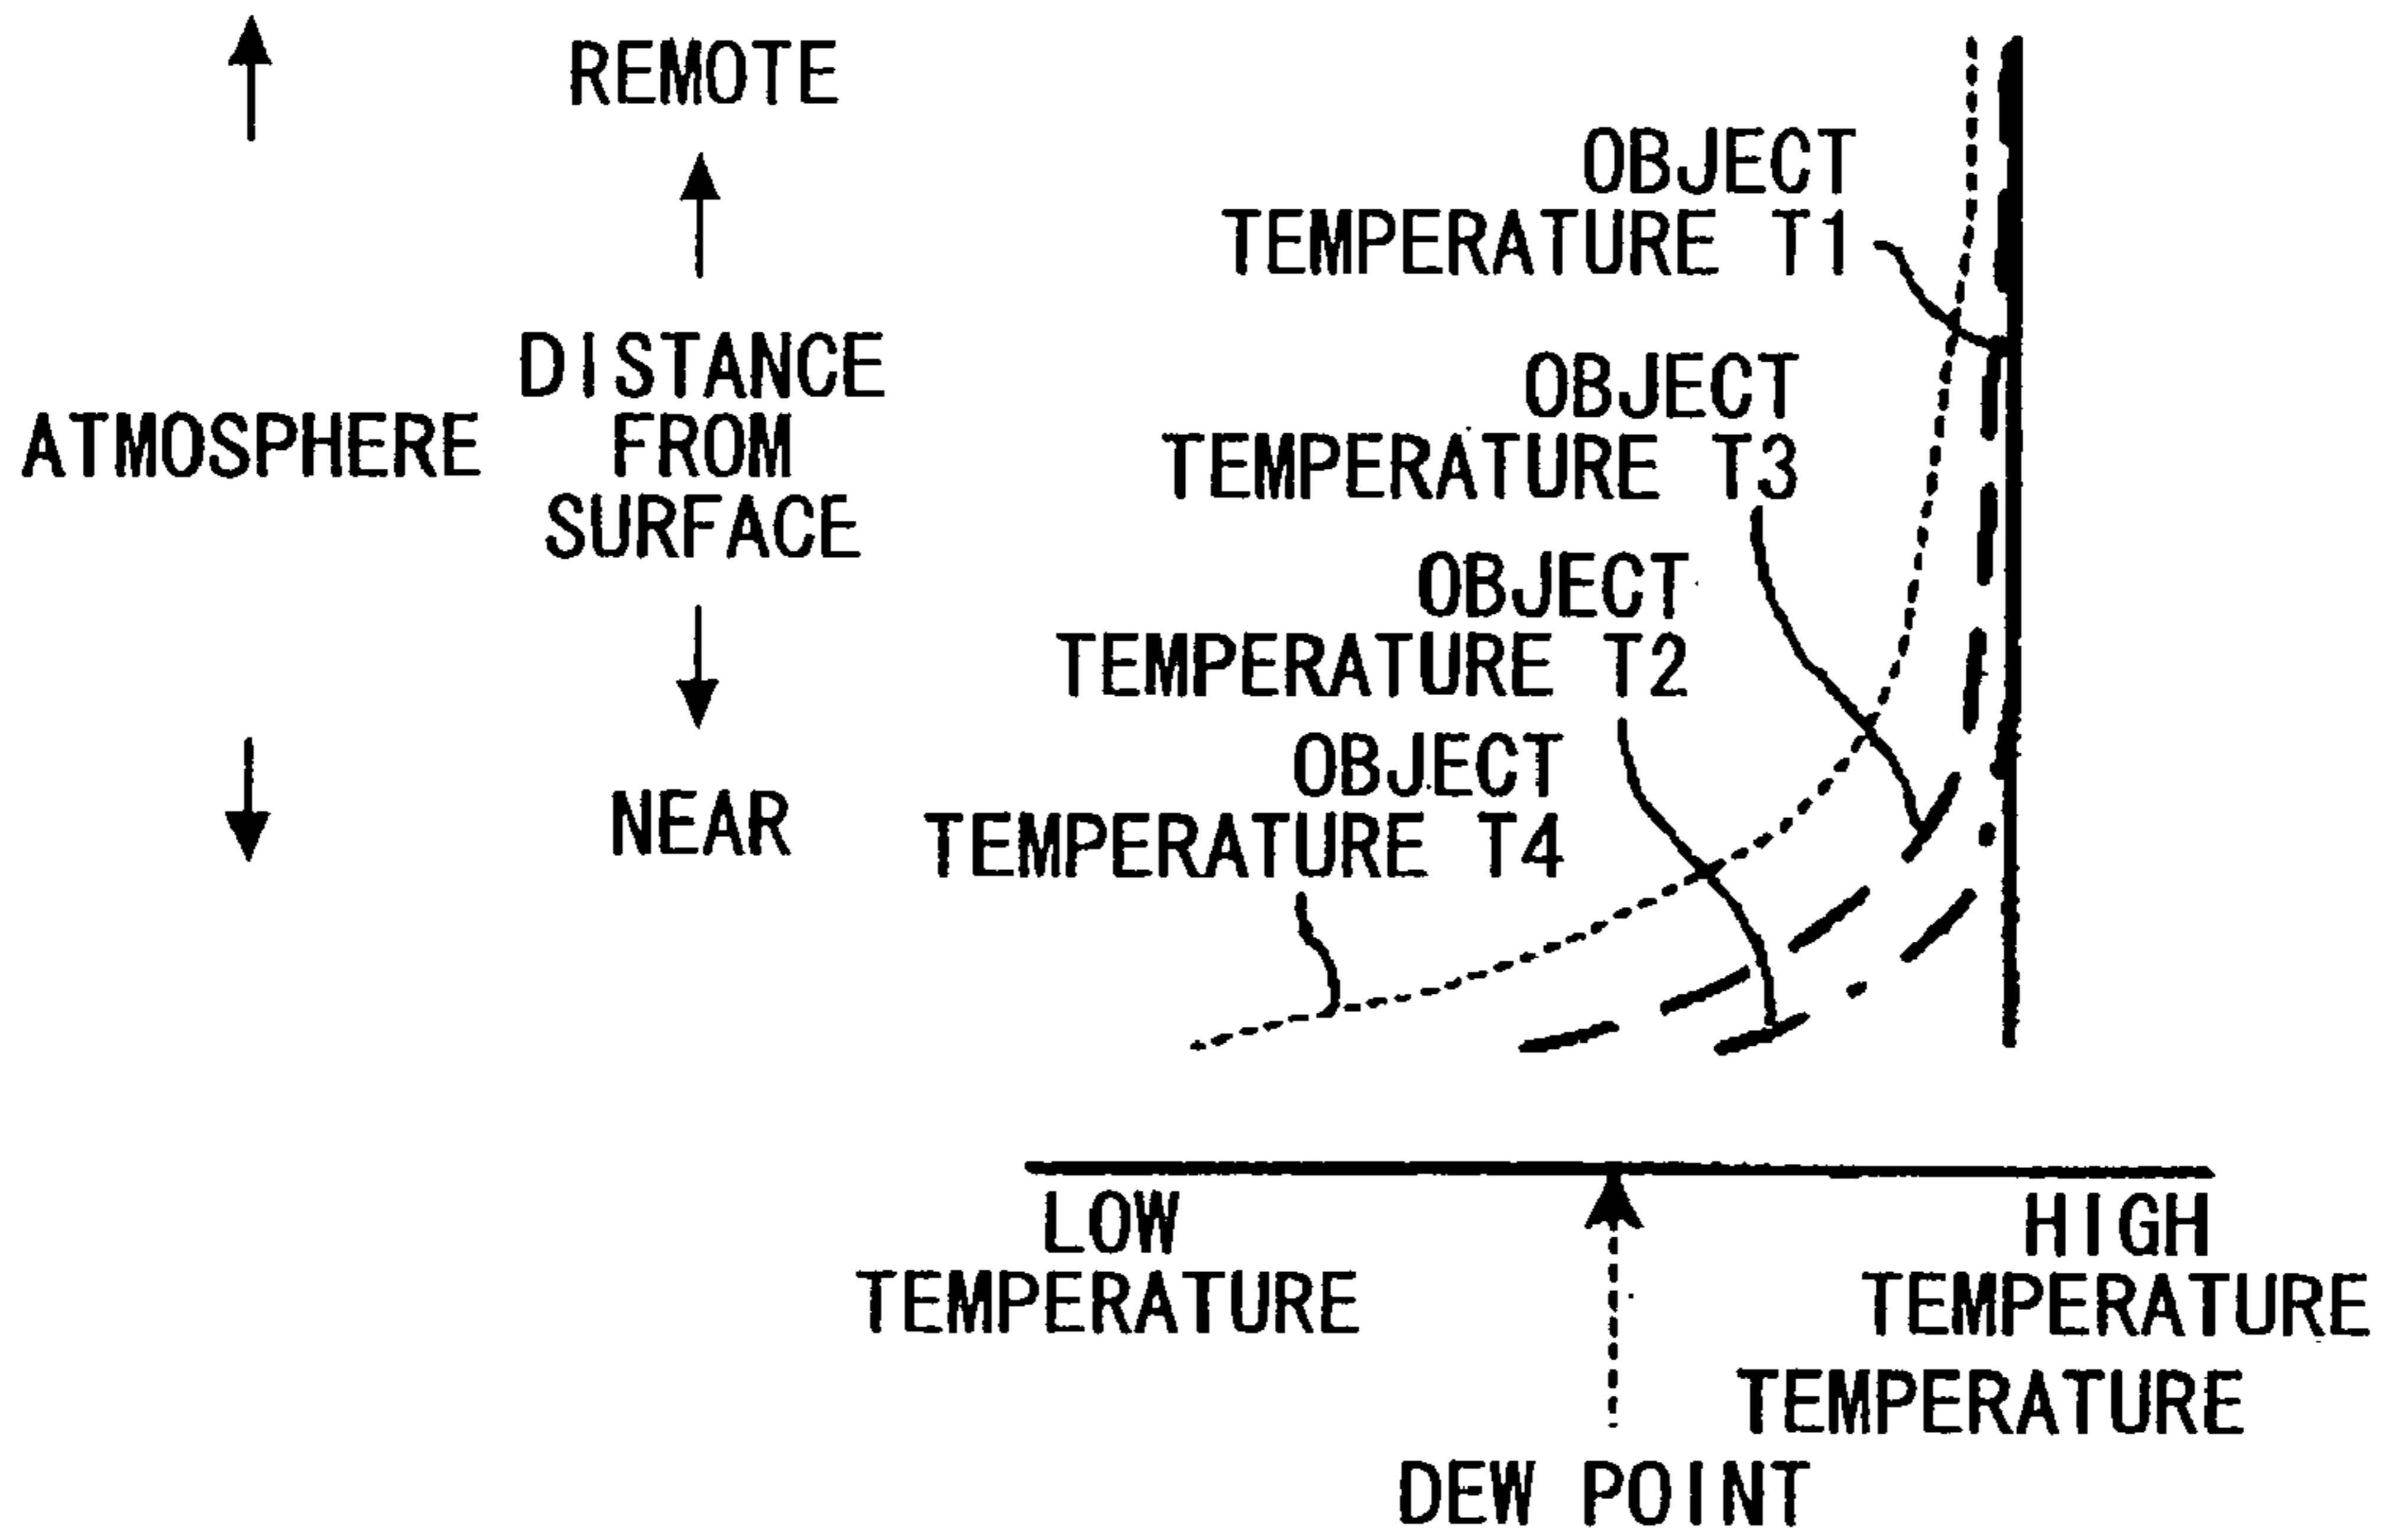 REMOTE
ATMOSPHERE
DISTANCE
FROM
SURFACE
NEAR
OBJECT
TEMPERATURE T1
OBJECT
TEMPERATURE T3
OBJECT
TEMPERATURE T2
OBJECT
TEMPERATURE T4
LOW
TEMPERATURE
HIGH
TEMPERATURE
TEMPERATURE
DEW POINT